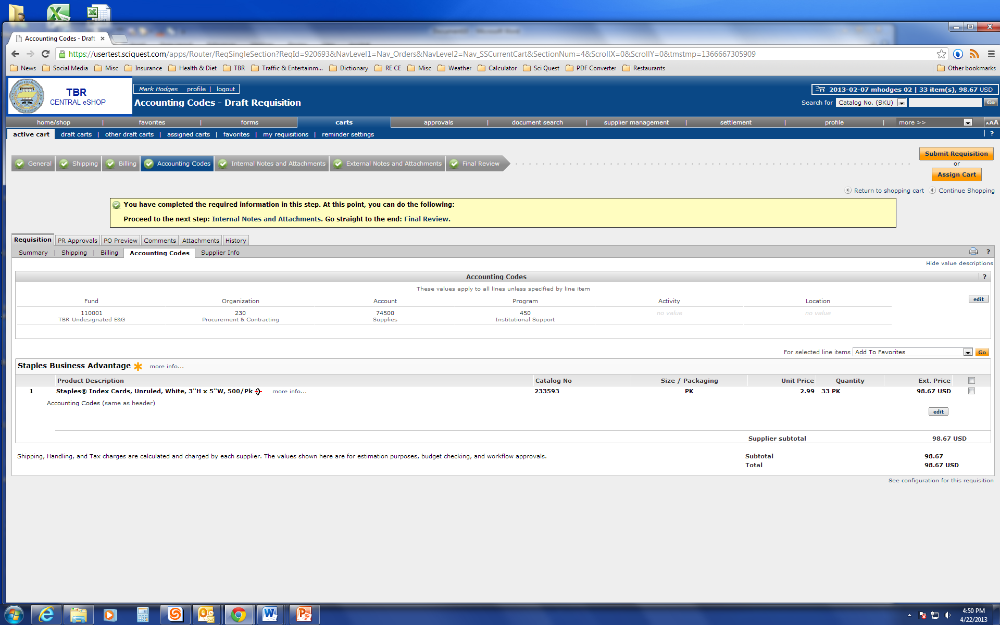 Accounting Codes - Draft
https://usertest.sciquest.com/apps/Router/ReqSingleSection?ReqId=920693&NavLevel1=Nav_Orders&NavLevel2=Nav_SSCurrentCart&SectionNum=4&ScrollX=0&ScrollY=0&tmstmp=1366667305909
News Social Media Misc Insurance Health & Diet TBR Traffic & Entertainm... Dictionary RE CE Misc Weather Calculator Sci Quest PDF Converter Restaurants Other bookmarks
TBR
CENTRAL eSHOP
Mark Hodges profile | logout
2013-02-07 mhodges 02 | 33 item(s), 98.67 USD
Accounting Codes - Draft Requisition
Search for Catalog No. (SKU) Go
home/shop | favorites | forms carts approvals | document search | supplier management | settlement | profile | more >> AAA
active cart draft carts | other draft carts | assigned carts | favorites | my requisitions | reminder settings | ?
General Shipping Billing Accounting Codes Internal Notes and Attachments External Notes and Attachments Final Review
Submit Requisition
or
Assign Cart
Return to shopping cart Continue Shopping
You have completed the required information in this step. At this point, you can do the following:
Proceed to the next step: Internal Notes and Attachments. Go straight to the end: Final Review.
Requisition PR Approvals PO Preview Comments Attachments History
Summary | Shipping | Billing Accounting Codes Supplier Info ?
Hide value descriptions
Accounting Codes ?
These values apply to all lines unless specified by line item
Fund Organization Account Program Activity Location edit
110001 230 74500 450 no value no value
TBR Undesignated E&G Procurement & Contracting Supplies Institutional Support
For selected line items Add To Favorites Go
Staples Business Advantage more info...
Product Description Catalog No Size / Packaging Unit Price Quantity Ext. Price
1 Staples® Index Cards, Unruled, White, 3"H x 5"W, 500/Pk more info... 233593 PK 2.99 33 PK 98.67 USD
Accounting Codes (same as header)
edit
Supplier subtotal 98.67 USD
Shipping, Handling, and Tax charges are calculated and charged by each supplier. The values shown here are for estimation purposes, budget checking, and workflow approvals.
Subtotal 98.67
Total 98.67 USD
See configuration for this requisition
4:50 PM
4/22/2013